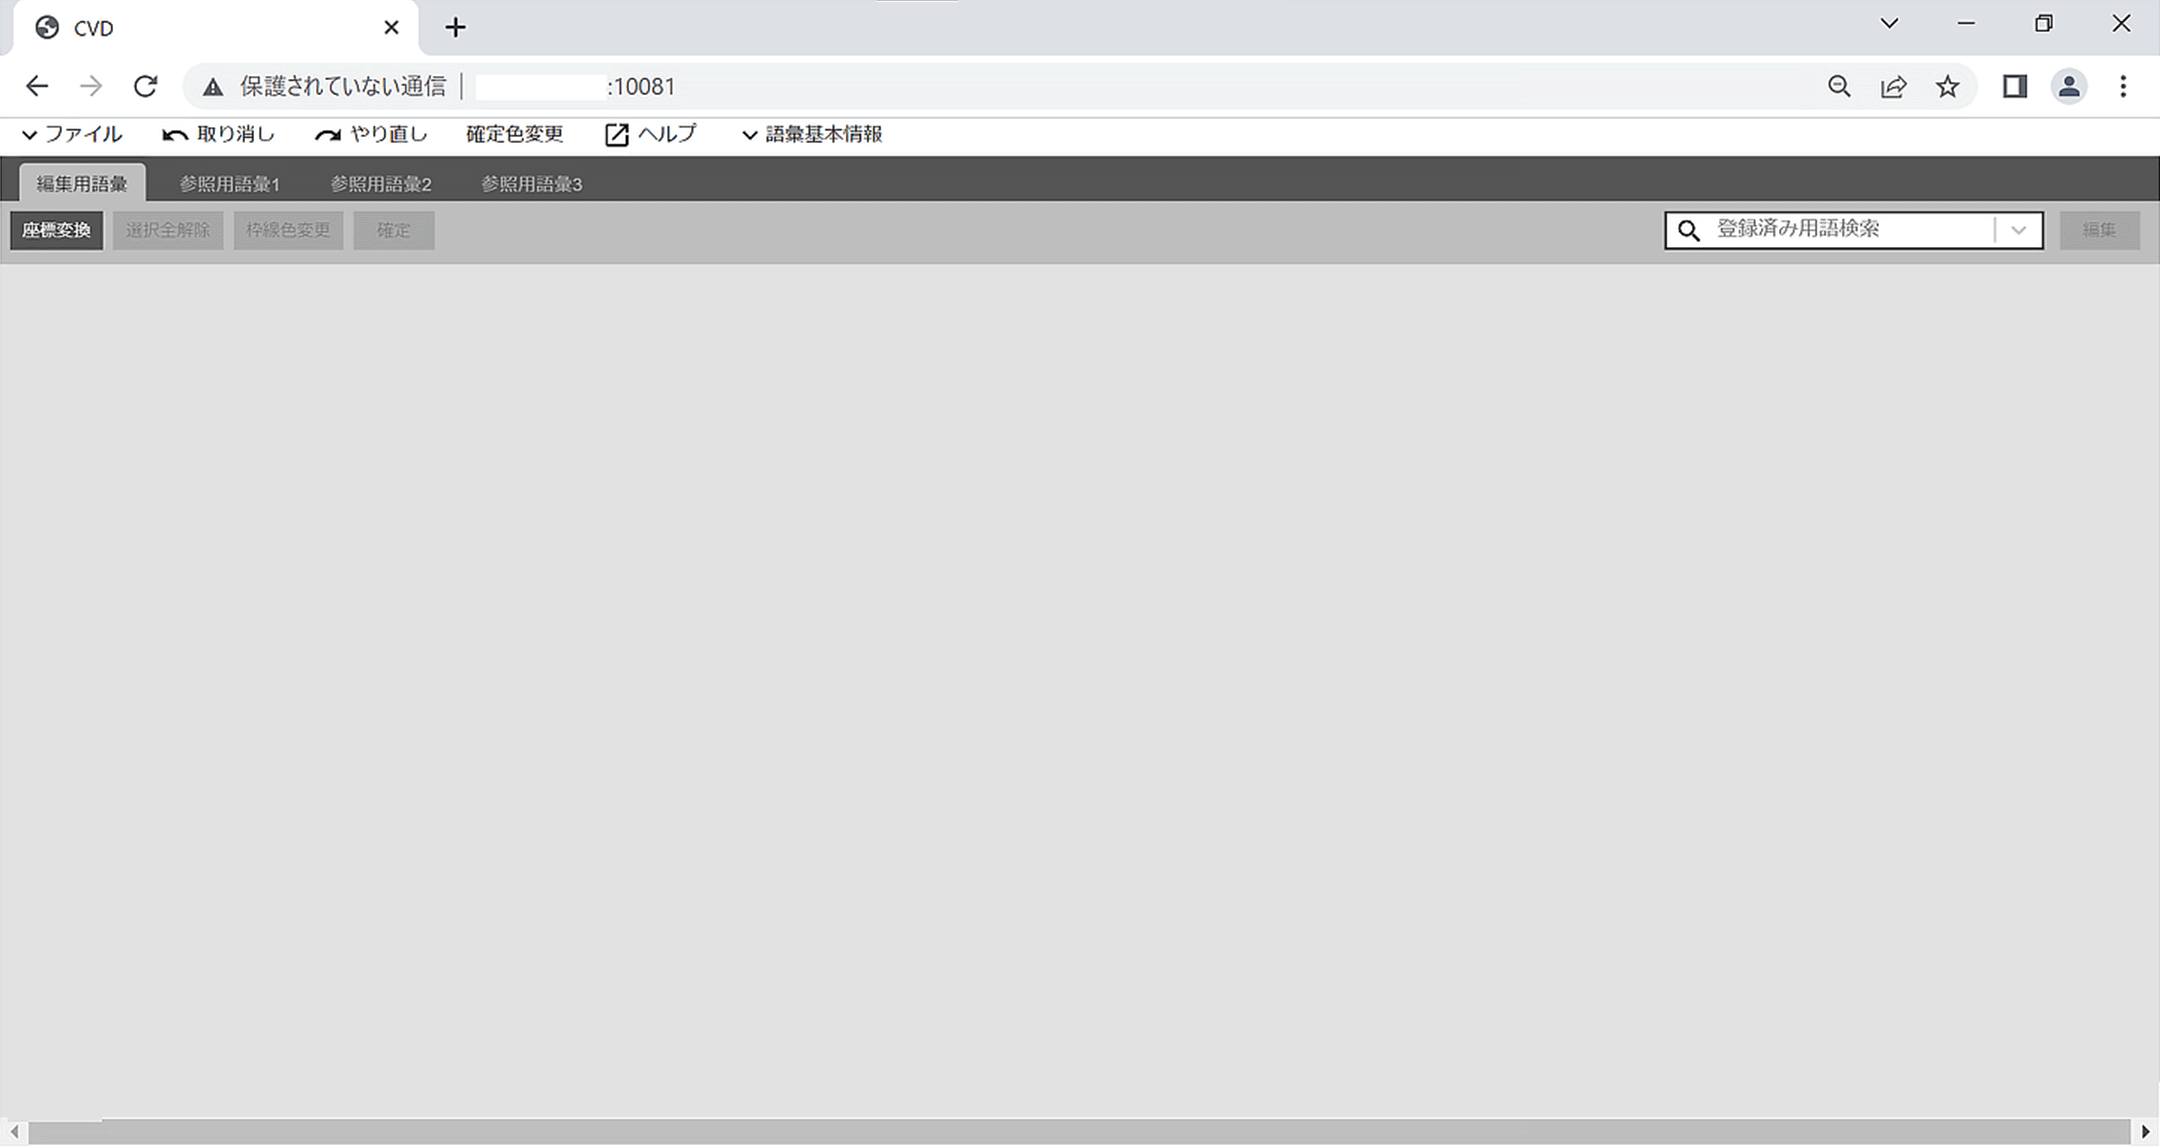 CVD
保護されていない通信 | :10081
ファイル 取り消し やり直し 確定色変更 ヘルプ 語彙基本情報
編集用語彙 参照用語彙1 参照用語彙2 参照用語彙3
座標変換 選択全解除 枠線色変更 確定 登録済み用語検索 編集